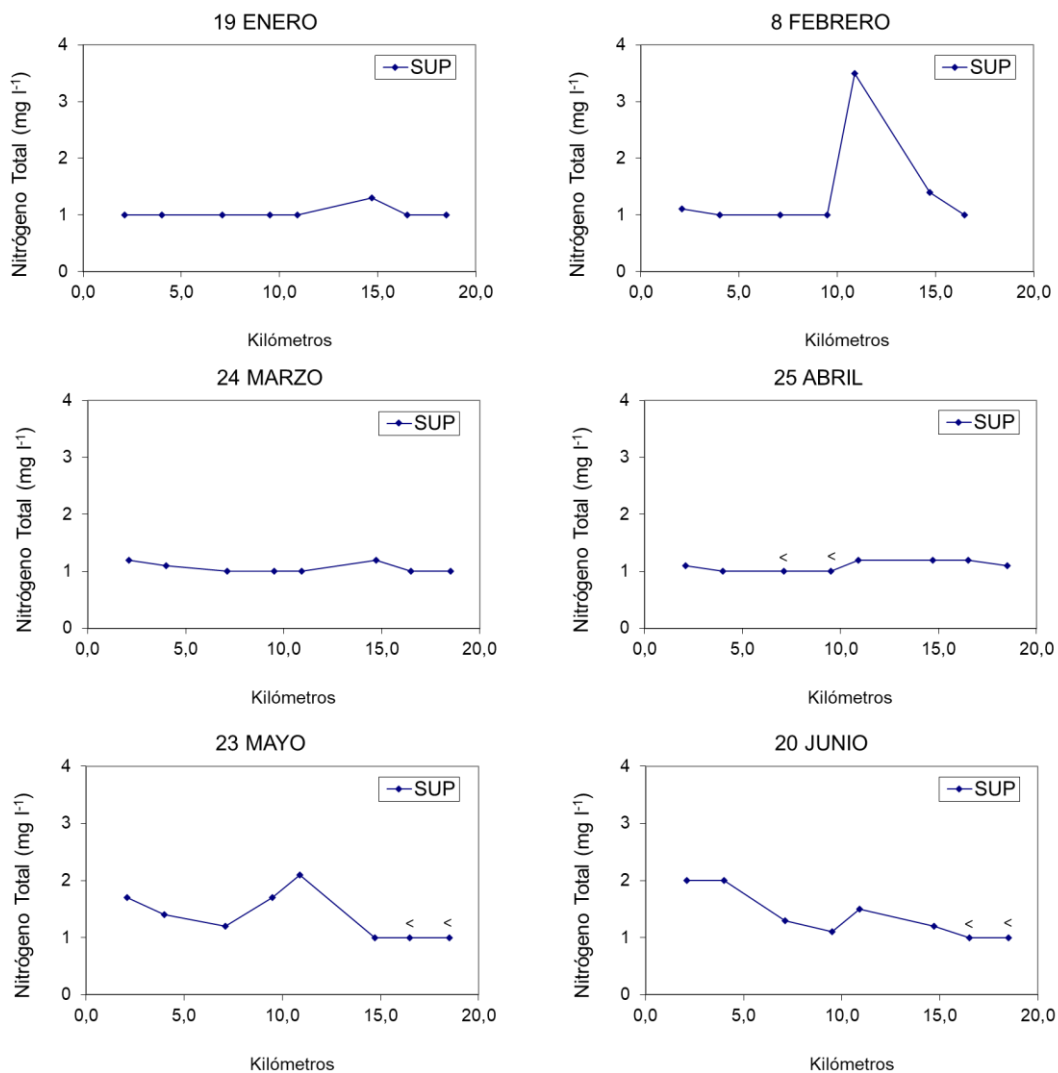 19 ENERO
4
3
2
1
0
Nitrógeno Total (mg l⁻¹)
SUP
0,0 5,0 10,0 15,0 20,0
Kilómetros
8 FEBRERO
4
3
2
1
0
Nitrógeno Total (mg l⁻¹)
SUP
0,0 5,0 10,0 15,0 20,0
Kilómetros
24 MARZO
4
3
2
1
0
Nitrógeno Total (mg l⁻¹)
SUP
0,0 5,0 10,0 15,0 20,0
Kilómetros
25 ABRIL
4
3
2
1
0
Nitrógeno Total (mg l⁻¹)
SUP
< <
0,0 5,0 10,0 15,0 20,0
Kilómetros
23 MAYO
4
3
2
1
0
Nitrógeno Total (mg l⁻¹)
SUP
< <
0,0 5,0 10,0 15,0 20,0
Kilómetros
20 JUNIO
4
3
2
1
0
Nitrógeno Total (mg l⁻¹)
SUP
< <
0,0 5,0 10,0 15,0 20,0
Kilómetros